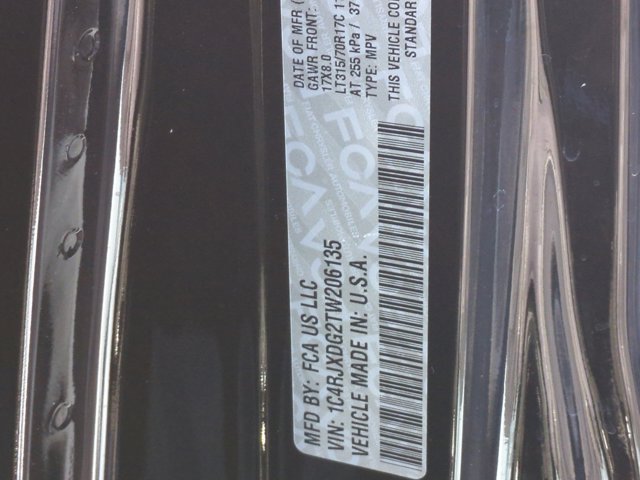 DATE OF MFR (
GAWR FRONT:
17X8.0
LT315/70R17C
AT 255 kPa / 37
TYPE: MPV
THIS VEHICLE CO
STANDAR
MFD BY: FCA US LLC
VIN: 1C4RJXDG2TW206135
VEHICLE MADE IN: U.S.A.